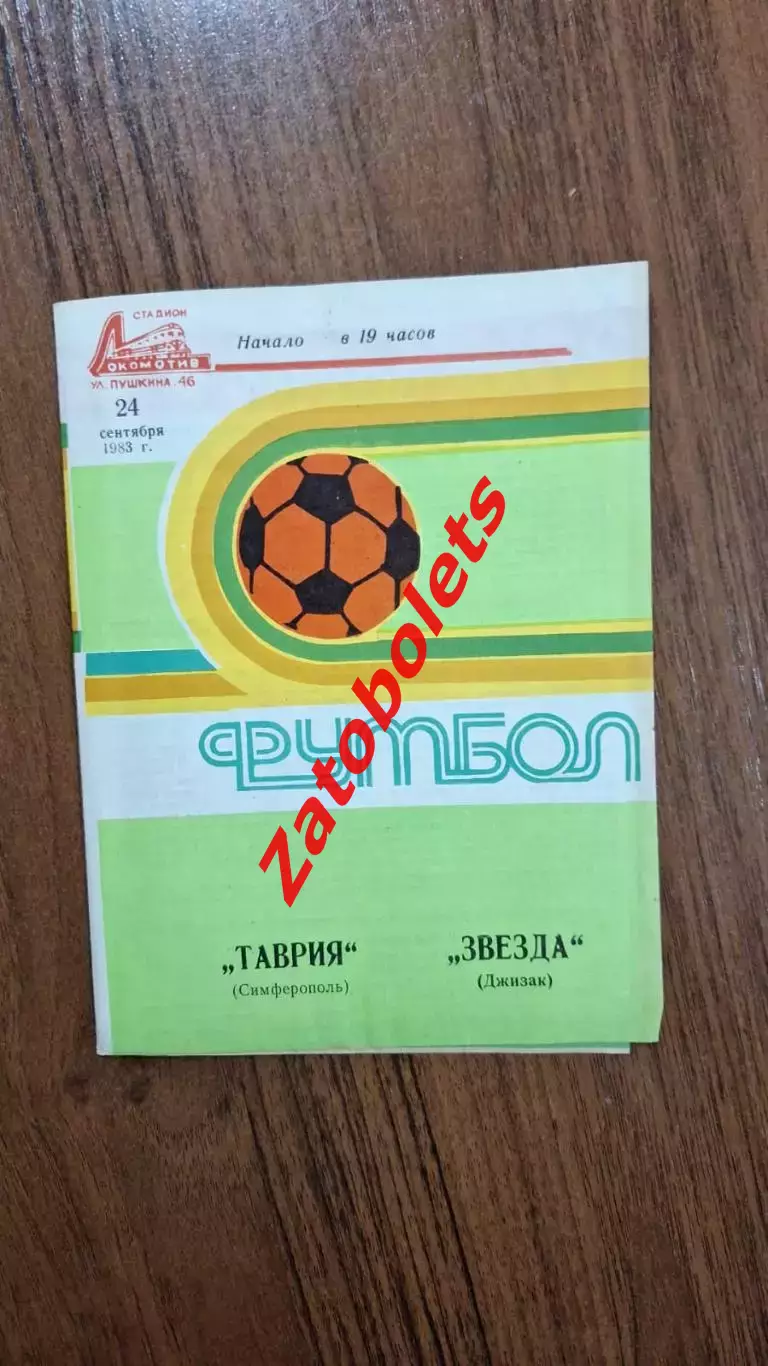 СТАДИОН
ЛОКОМОТИВ
УЛ. ПУШКИНА .46
Начало в 19 часов
24
сентября
1983 г.
Zatobolets
ФУТБОЛ
„ТАВРИЯ“
(Симферополь)
„ЗВЕЗДА“
(Джизак)